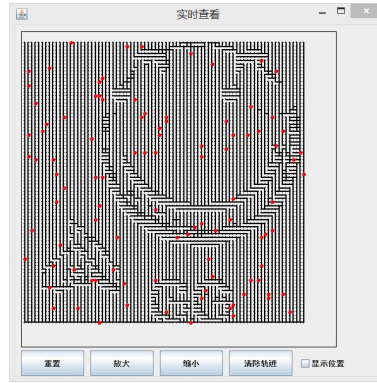 实时查看
重置
放大
缩小
清除轨迹
显示位置